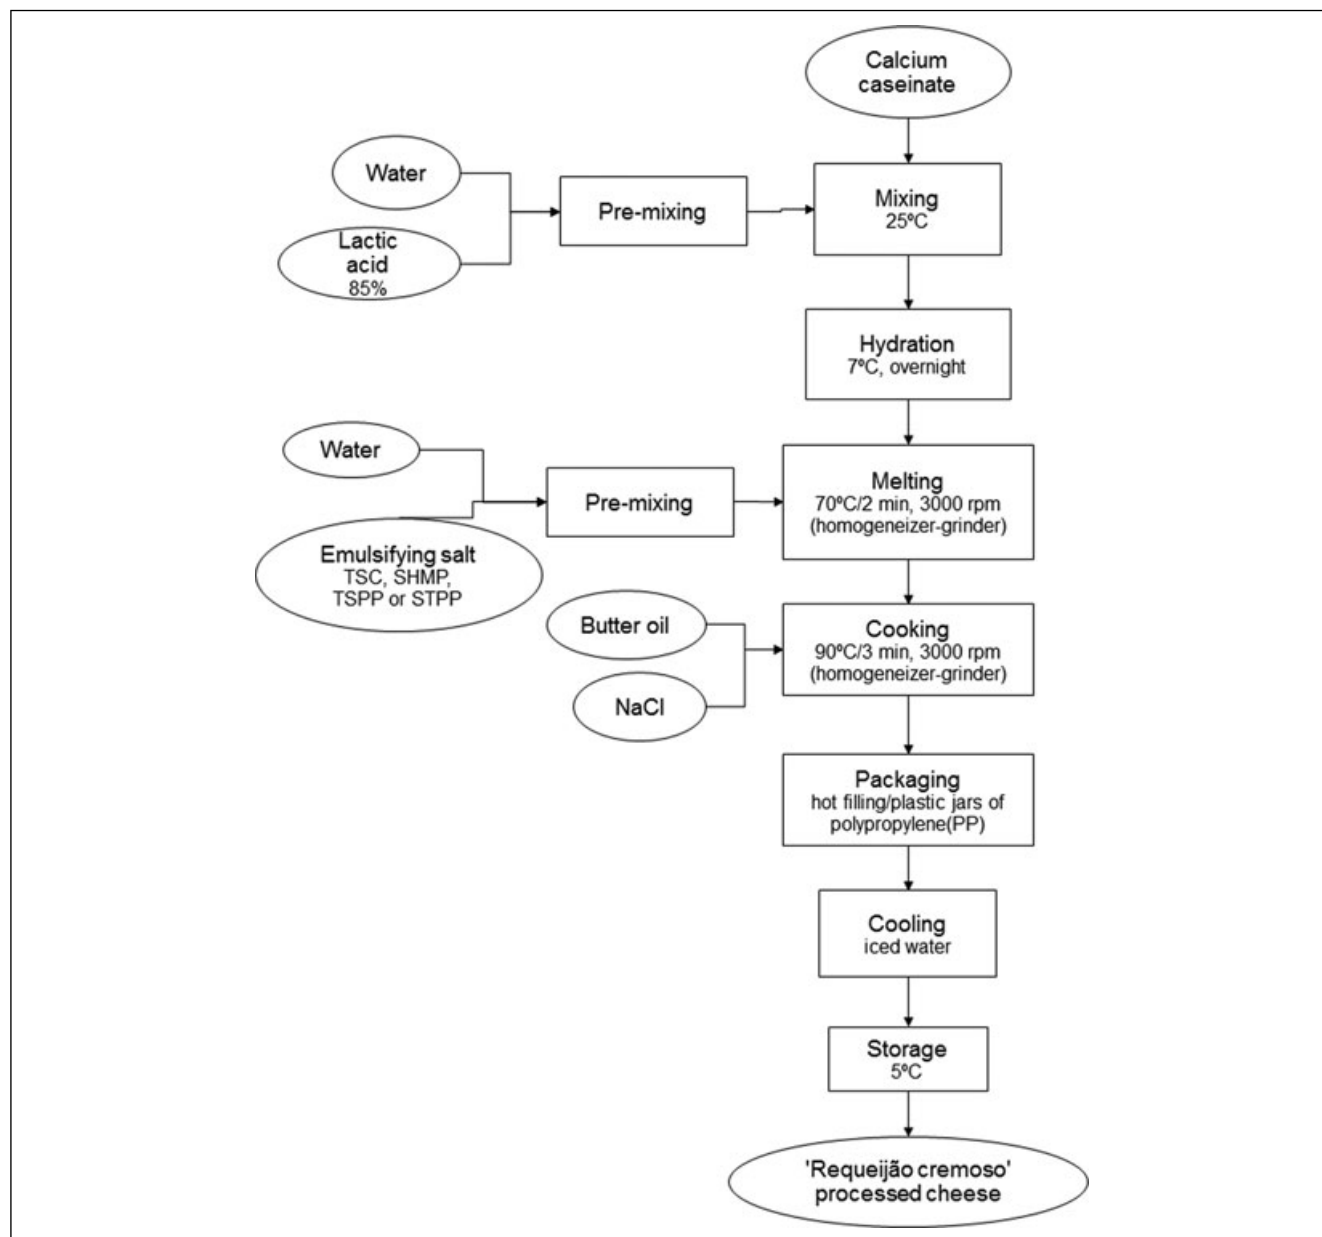 Calcium
caseinate
Water
Pre-mixing
Mixing
25ºC
Lactic
acid
85%
Hydration
7ºC, overnight
Water
Pre-mixing
Melting
70ºC/2 min, 3000 rpm
(homogeneizer-grinder)
Emulsifying salt
TSC, SHMP,
TSPP or STPP
Butter oil
Cooking
90ºC/3 min, 3000 rpm
(homogeneizer-grinder)
NaCl
Packaging
hot filling/plastic jars of
polypropylene(PP)
Cooling
iced water
Storage
5ºC
'Requeijão cremoso'
processed cheese